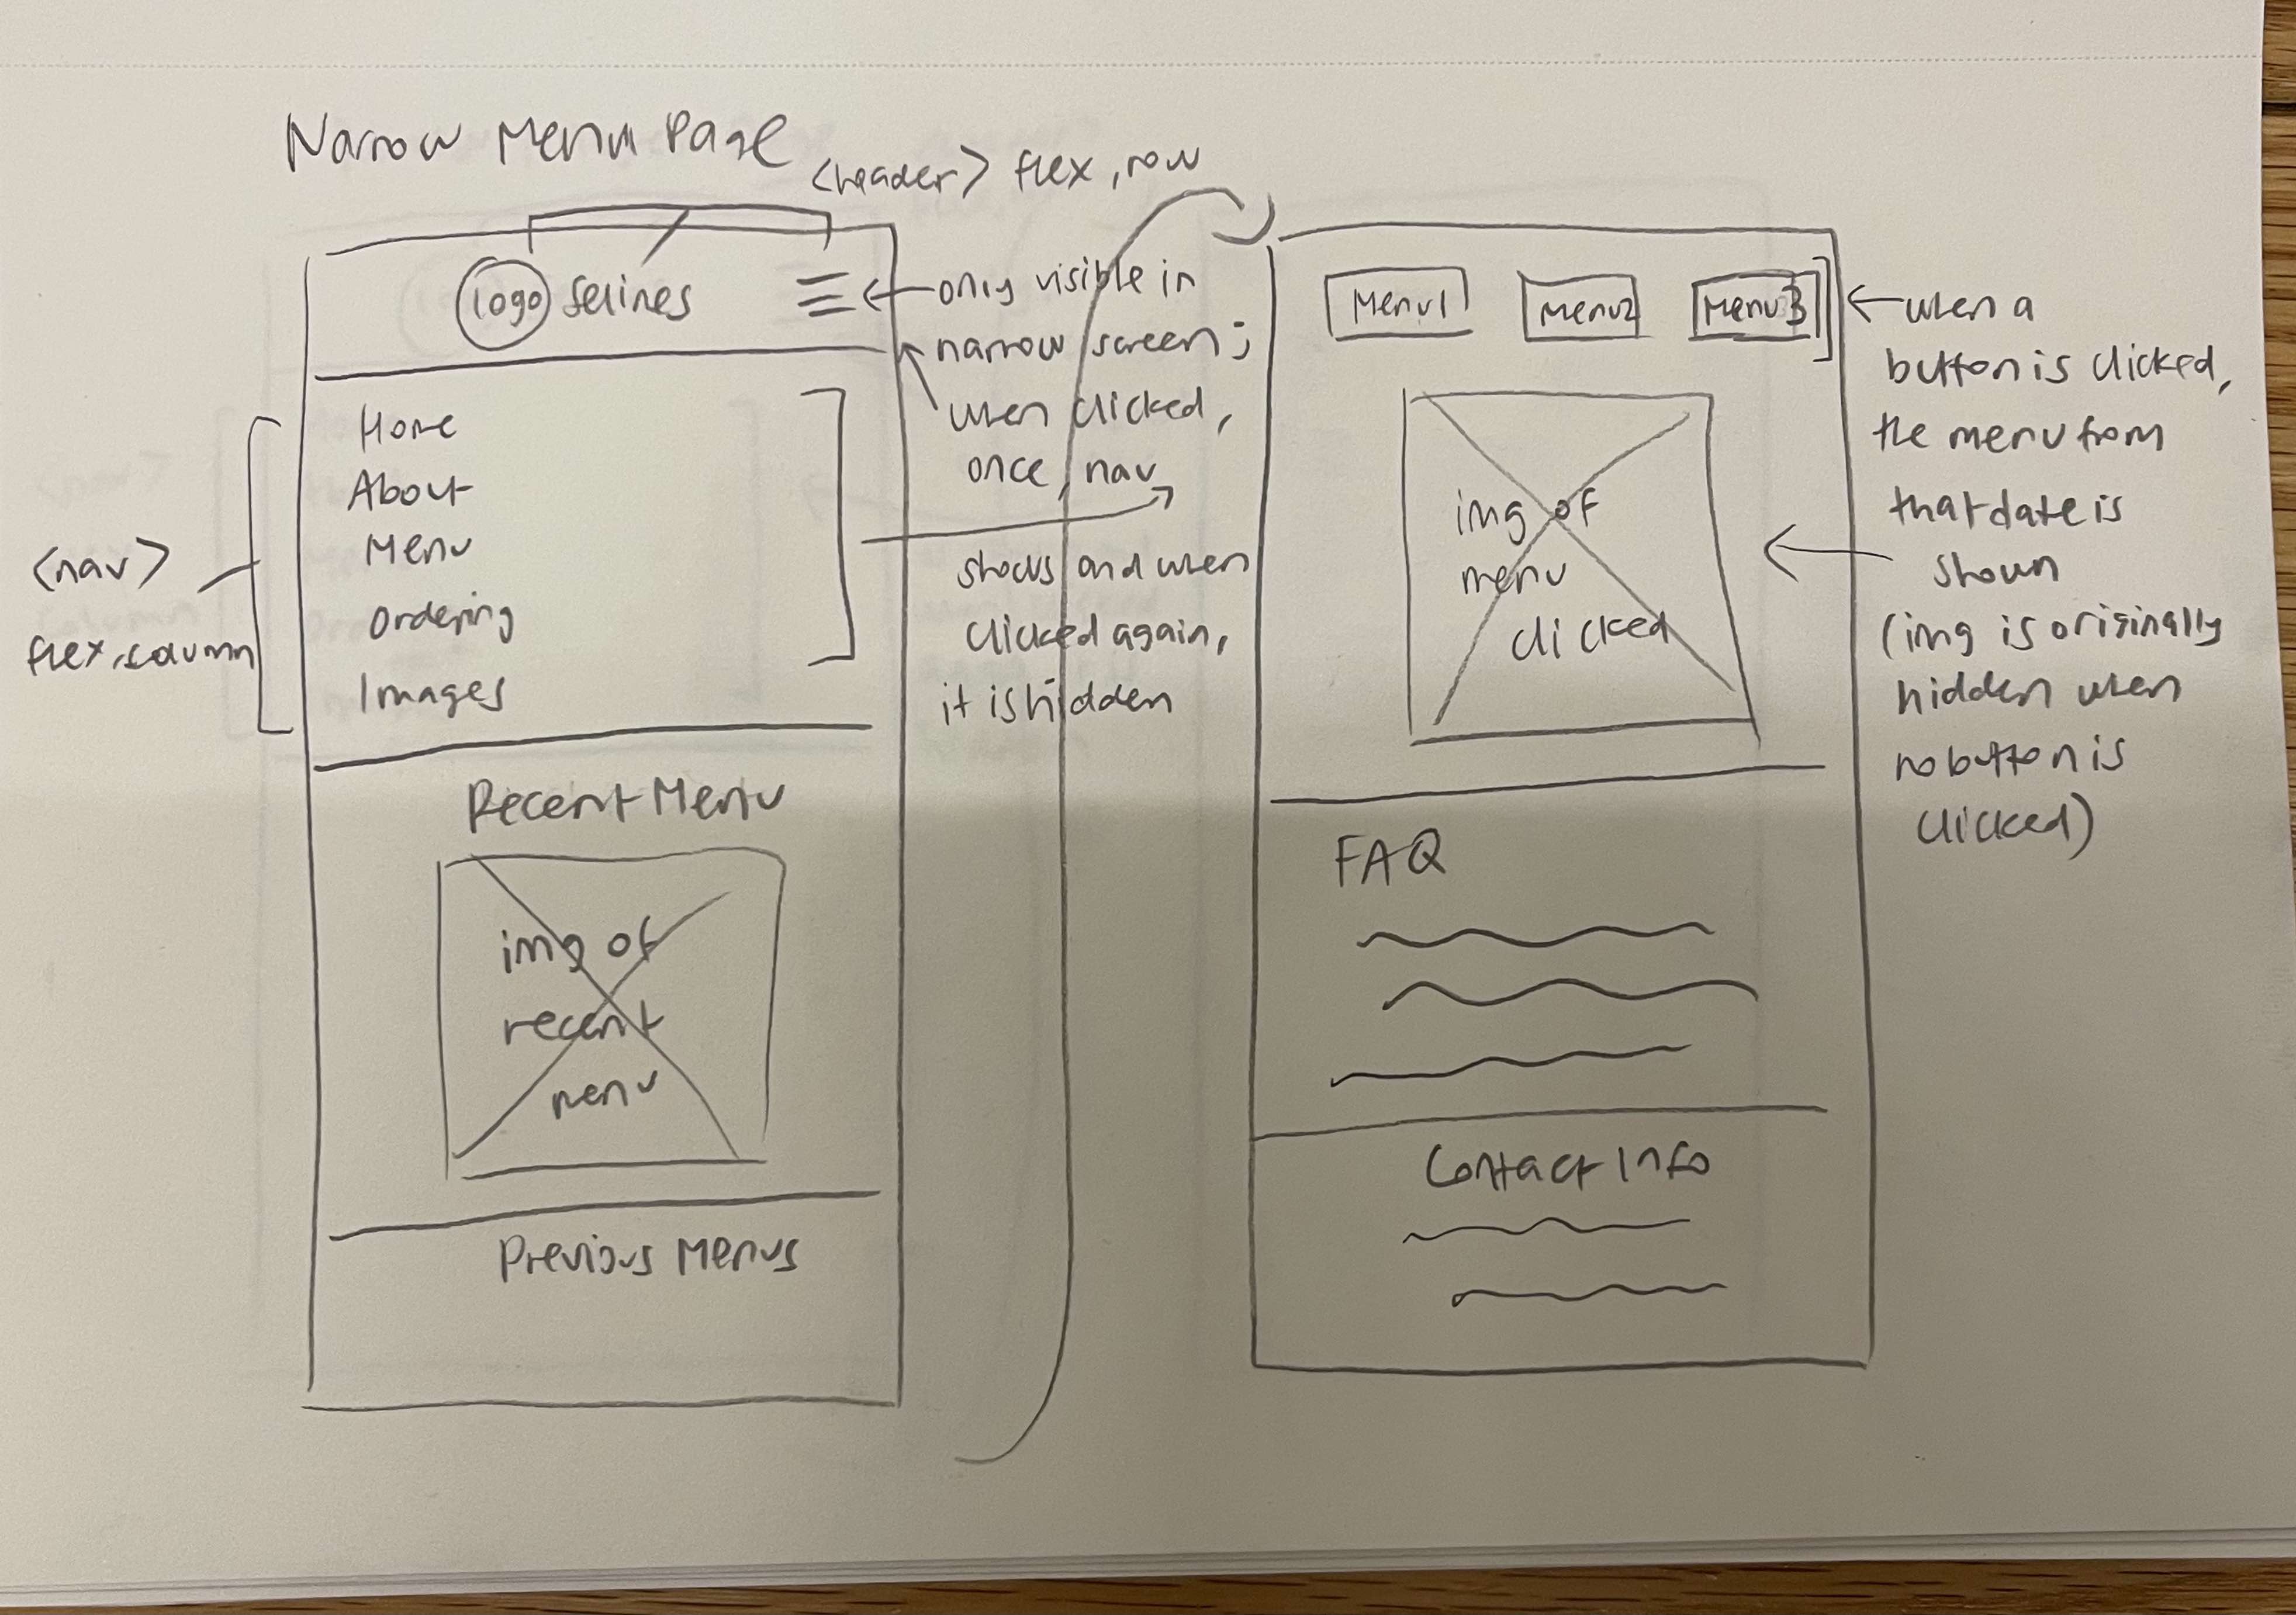 Narrow Menu Page
<header> flex, row
logo felines
only visible in
narrow screen;
when clicked,
once, nav
shows and when
clicked again,
it is hidden
Home
About
Menu
Ordering
Images
<nav>
flex, column
Recent Menu
img of
recent
menu
Previous Menus
Menu1 Menu2 Menu3
when a
button is clicked,
the menu from
that date is
shown
(img is originally
hidden when
no button is
clicked)
img of
menu
clicked
FAQ
Contact Info